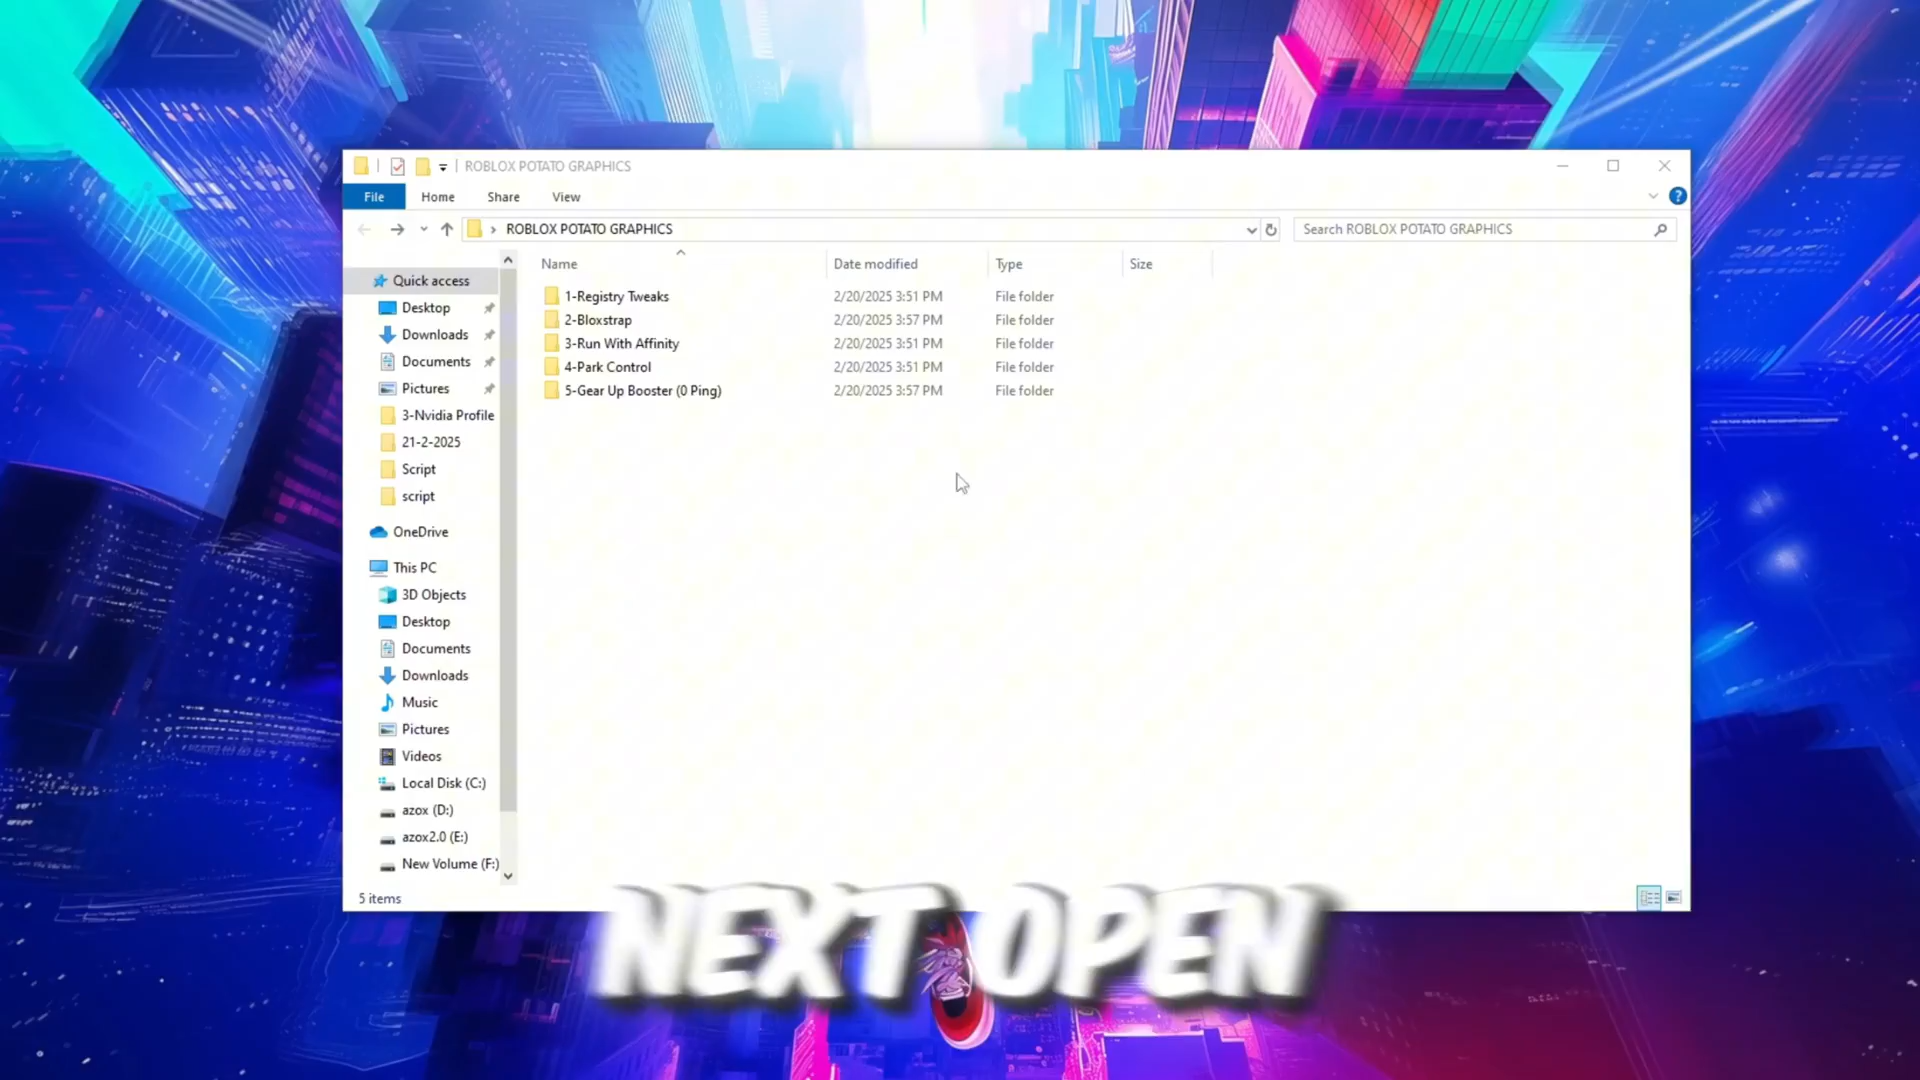 ROBLOX POTATO GRAPHICS
File Home Share View
ROBLOX POTATO GRAPHICS
Search ROBLOX POTATO GRAPHICS
Name Date modified Type Size
1-Registry Tweaks 2/20/2025 3:51 PM File folder
2-Bloxstrap 2/20/2025 3:57 PM File folder
3-Run With Affinity 2/20/2025 3:51 PM File folder
4-Park Control 2/20/2025 3:51 PM File folder
5-Gear Up Booster (0 Ping) 2/20/2025 3:57 PM File folder
Quick access
Desktop
Downloads
Documents
Pictures
3-Nvidia Profile
21-2-2025
Script
script
OneDrive
This PC
3D Objects
Desktop
Documents
Downloads
Music
Pictures
Videos
Local Disk (C:)
azox (D:)
azox2.0 (E:)
New Volume (F:)
5 items
NEXT OPEN